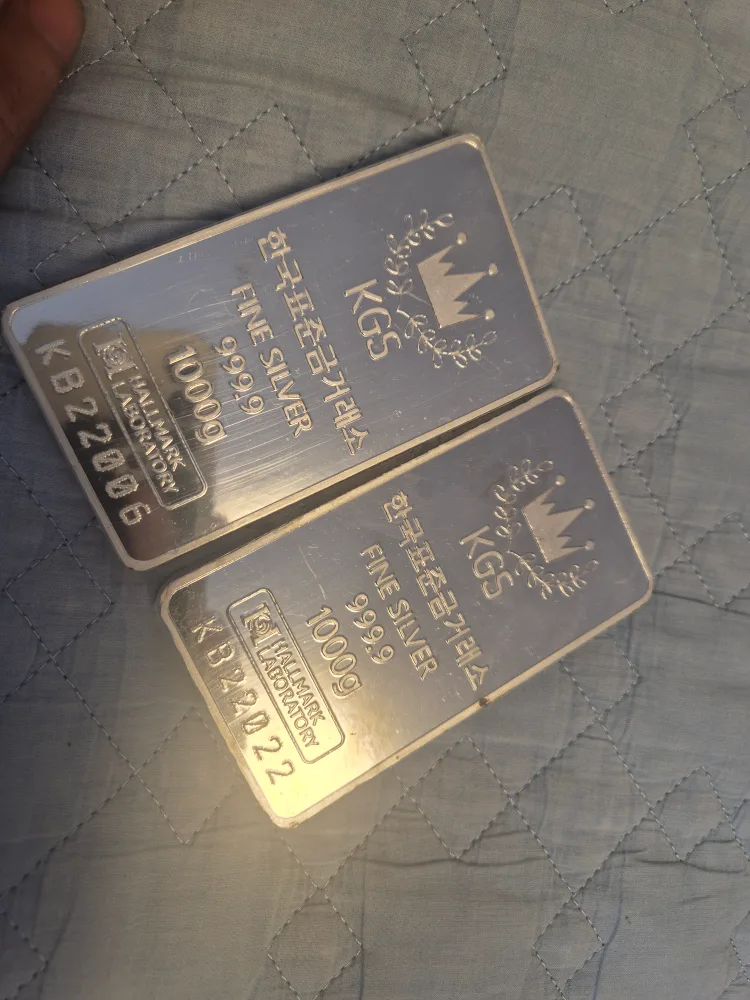 KGS
한국표준금거래소
FINE SILVER
999.9
1000g
HALLMARK
LABORATORY
KB22006
KGS
한국표준금거래소
FINE SILVER
999.9
1000g
HALLMARK
LABORATORY
KB22022